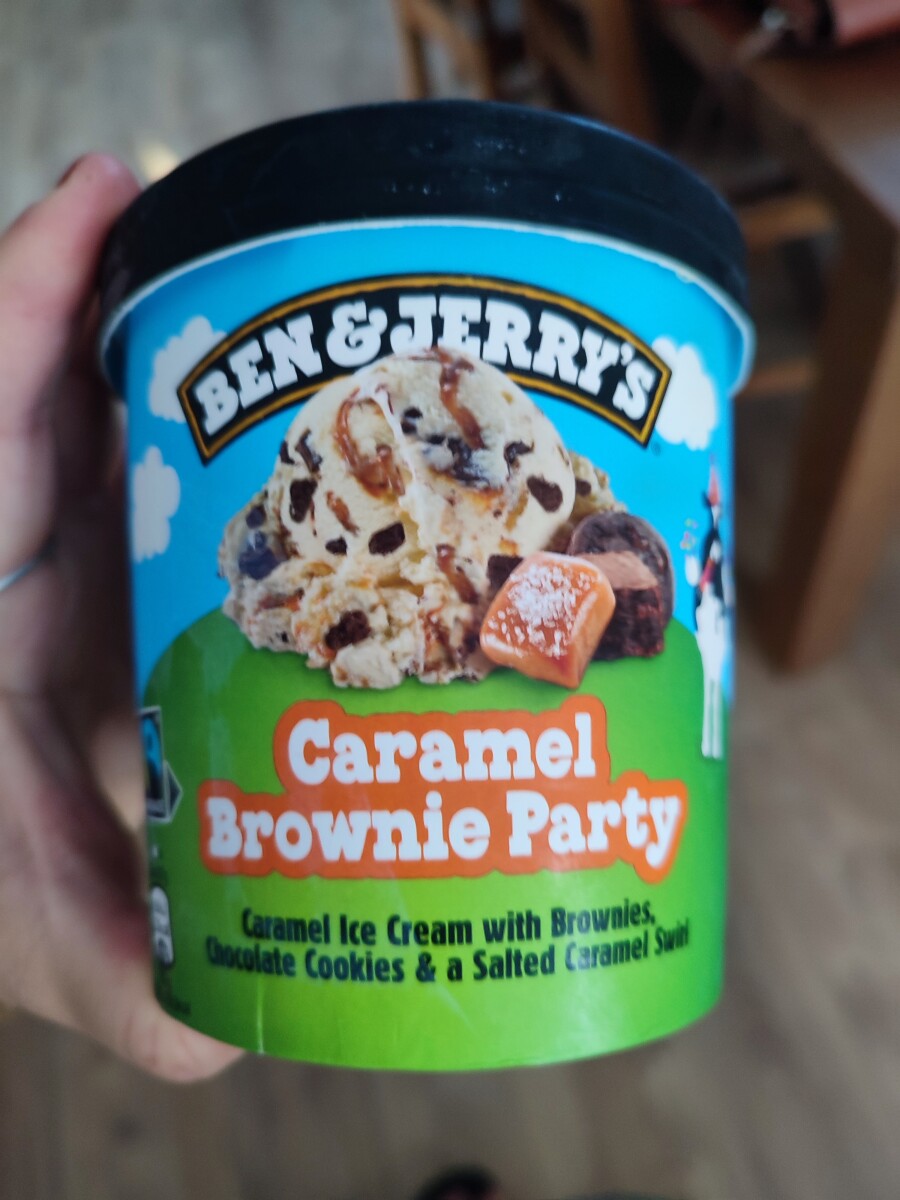 BEN & JERRY'S
Caramel
Brownie Party
Caramel Ice Cream with Brownies,
Chocolate Cookies & a Salted Caramel Swirl